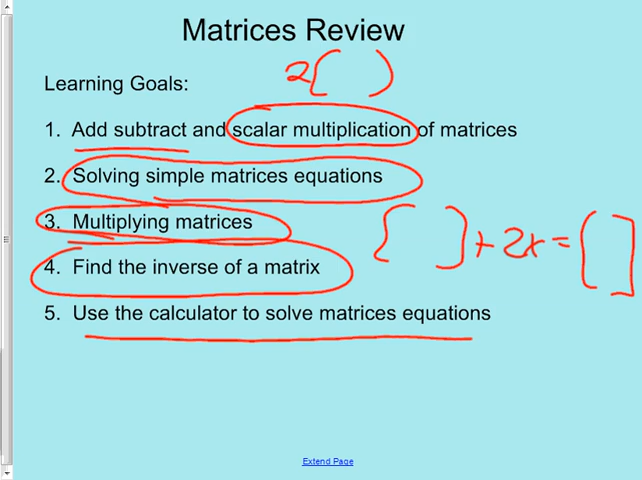 Matrices Review
2[ ]
Learning Goals:
1. Add subtract and scalar multiplication of matrices
2. Solving simple matrices equations
3. Multiplying matrices
[ ] + 2x = [ ]
4. Find the inverse of a matrix
5. Use the calculator to solve matrices equations
Extend Page